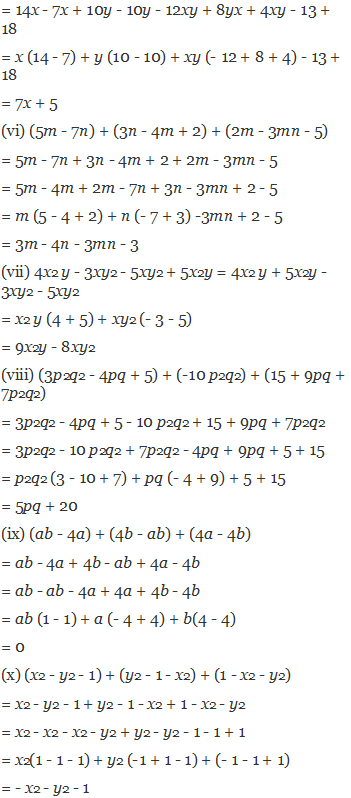 = 14x - 7x + 10y - 10y - 12xy + 8yx + 4xy - 13 +
18
= x (14 - 7) + y (10 - 10) + xy (- 12 + 8 + 4) - 13 +
18
= 7x + 5
(vi) (5m - 7n) + (3n - 4m + 2) + (2m - 3mn - 5)
= 5m - 7n + 3n - 4m + 2 + 2m - 3mn - 5
= 5m - 4m + 2m - 7n + 3n - 3mn + 2 - 5
= m (5 - 4 + 2) + n (- 7 + 3) -3mn + 2 - 5
= 3m - 4n - 3mn - 3
(vii) 4x2 y - 3xy2 - 5xy2 + 5x2y = 4x2 y + 5x2y -
3xy2 - 5xy2
= x2 y (4 + 5) + xy2 (- 3 - 5)
= 9x2y - 8xy2
(viii) (3p2q2 - 4pq + 5) + (-10 p2q2) + (15 + 9pq +
7p2q2)
= 3p2q2 - 4pq + 5 - 10 p2q2 + 15 + 9pq + 7p2q2
= 3p2q2 - 10 p2q2 + 7p2q2 - 4pq + 9pq + 5 + 15
= p2q2 (3 - 10 + 7) + pq (- 4 + 9) + 5 + 15
= 5pq + 20
(ix) (ab - 4a) + (4b - ab) + (4a - 4b)
= ab - 4a + 4b - ab + 4a - 4b
= ab - ab - 4a + 4a + 4b - 4b
= ab (1 - 1) + a (- 4 + 4) + b(4 - 4)
= 0
(x) (x2 - y2 - 1) + (y2 - 1 - x2) + (1 - x2 - y2)
= x2 - y2 - 1 + y2 - 1 - x2 + 1 - x2 - y2
= x2 - x2 - x2 - y2 + y2 - y2 - 1 - 1 + 1
= x2(1 - 1 - 1) + y2 (-1 + 1 - 1) + (- 1 - 1 + 1)
= - x2 - y2 - 1